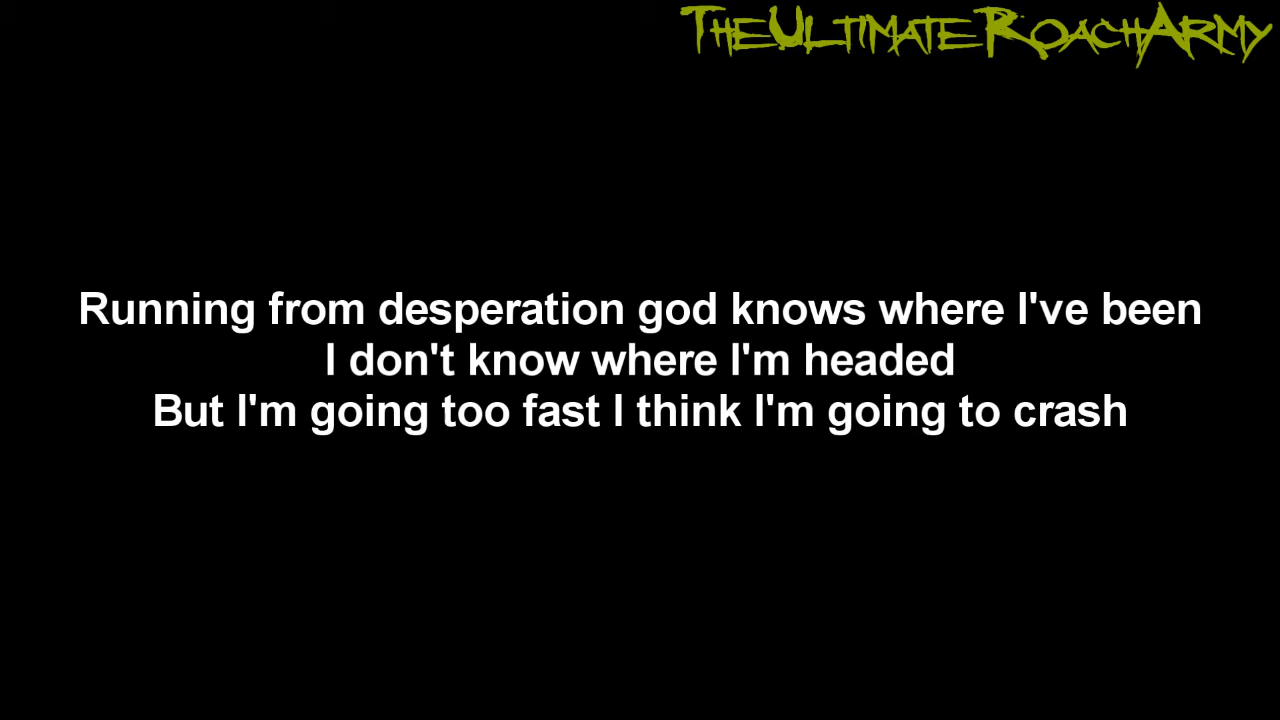 TheUltimateRoachArmy
Running from desperation god knows where I've been
I don't know where I'm headed
But I'm going too fast I think I'm going to crash